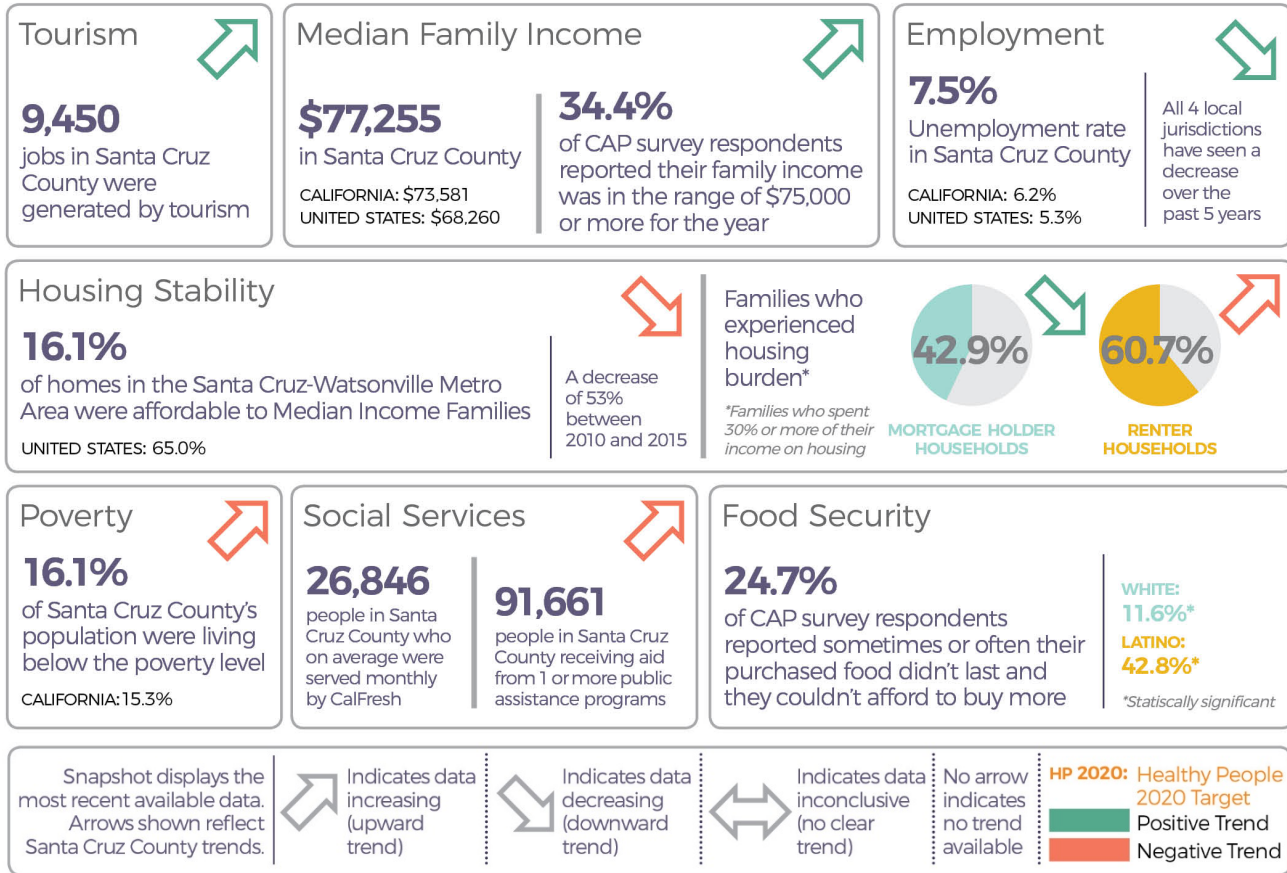 Tourism
9,450
jobs in Santa Cruz
County were
generated by tourism
Median Family Income
$77,255
in Santa Cruz County
CALIFORNIA: $73,581
UNITED STATES: $68,260
34.4%
of CAP survey respondents
reported their family income
was in the range of $75,000
or more for the year
Employment
7.5%
Unemployment rate
in Santa Cruz County
CALIFORNIA: 6.2%
UNITED STATES: 5.3%
All 4 local
jurisdictions
have seen a
decrease
over the
past 5 years
Housing Stability
16.1%
of homes in the Santa Cruz-Watsonville Metro
Area were affordable to Median Income Families
UNITED STATES: 65.0%
A decrease
of 53%
between
2010 and 2015
Families who
experienced
housing
burden*
*Families who spent
30% or more of their
income on housing
42.9%
MORTGAGE HOLDER
HOUSEHOLDS
60.7%
RENTER
HOUSEHOLDS
Poverty
16.1%
of Santa Cruz County's
population were living
below the poverty level
CALIFORNIA: 15.3%
Social Services
26,846
people in Santa
Cruz County who
on average were
served monthly
by CalFresh
91,661
people in Santa Cruz
County receiving aid
from 1 or more public
assistance programs
Food Security
24.7%
of CAP survey respondents
reported sometimes or often their
purchased food didn't last and
they couldn't afford to buy more
WHITE:
11.6%*
LATINO:
42.8%*
*Statiscally significant
Snapshot displays the
most recent available data.
Arrows shown reflect
Santa Cruz County trends.
Indicates data
increasing
(upward
trend)
Indicates data
decreasing
(downward
trend)
Indicates data
inconclusive
(no clear
trend)
No arrow
indicates
no trend
available
HP 2020: Healthy People
2020 Target
Positive Trend
Negative Trend